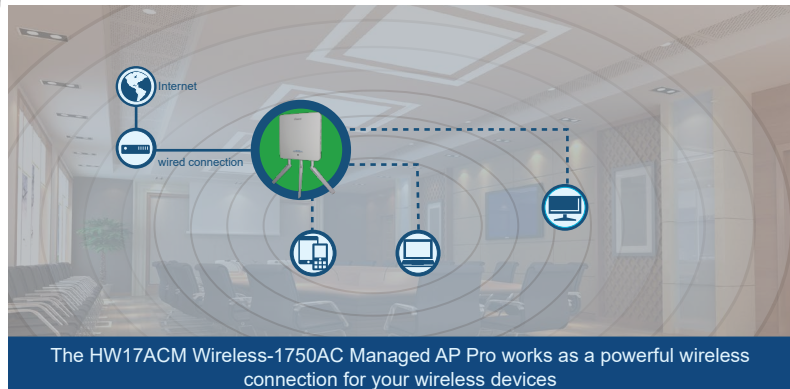 Internet
wired connection
The HW17ACM Wireless-1750AC Managed AP Pro works as a powerful wireless
connection for your wireless devices